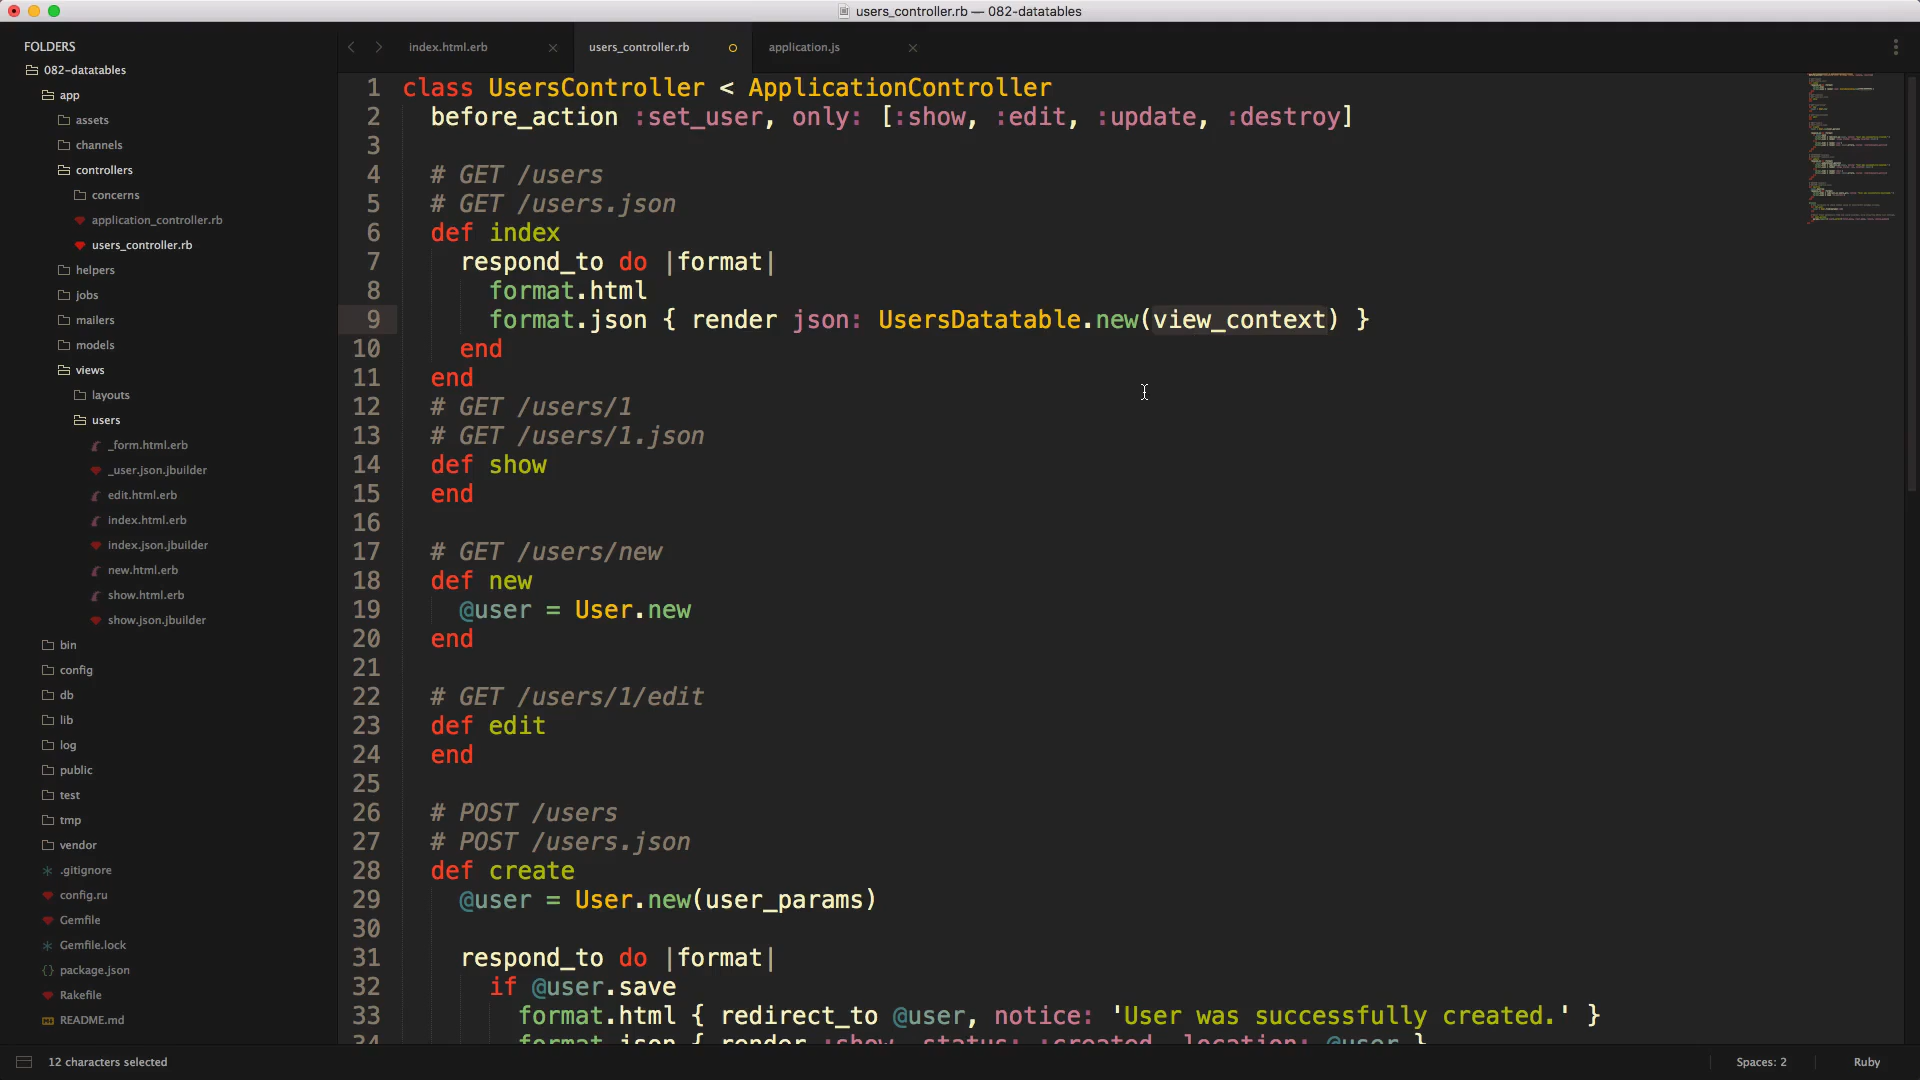 users_controller.rb — 082-datatables
FOLDERS
082-datatables
app
assets
channels
controllers
concerns
application_controller.rb
users_controller.rb
helpers
jobs
mailers
models
views
layouts
users
_form.html.erb
_user.json.jbuilder
edit.html.erb
index.html.erb
index.json.jbuilder
new.html.erb
show.html.erb
show.json.jbuilder
bin
config
db
lib
log
public
test
tmp
vendor
.gitignore
config.ru
Gemfile
Gemfile.lock
package.json
Rakefile
README.md
index.html.erb
users_controller.rb
application.js
1 class UsersController < ApplicationController
2 before_action :set_user, only: [:show, :edit, :update, :destroy]
3
4 # GET /users
5 # GET /users.json
6 def index
7 respond_to do |format|
8 format.html
9 format.json { render json: UsersDatatable.new(view_context) }
10 end
11 end
12 # GET /users/1
13 # GET /users/1.json
14 def show
15 end
16
17 # GET /users/new
18 def new
19 @user = User.new
20 end
21
22 # GET /users/1/edit
23 def edit
24 end
25
26 # POST /users
27 # POST /users.json
28 def create
29 @user = User.new(user_params)
30
31 respond_to do |format|
32 if @user.save
33 format.html { redirect_to @user, notice: 'User was successfully created.' }
34 format.json { render :show, status: :created, location: @user }
12 characters selected
Spaces: 2
Ruby